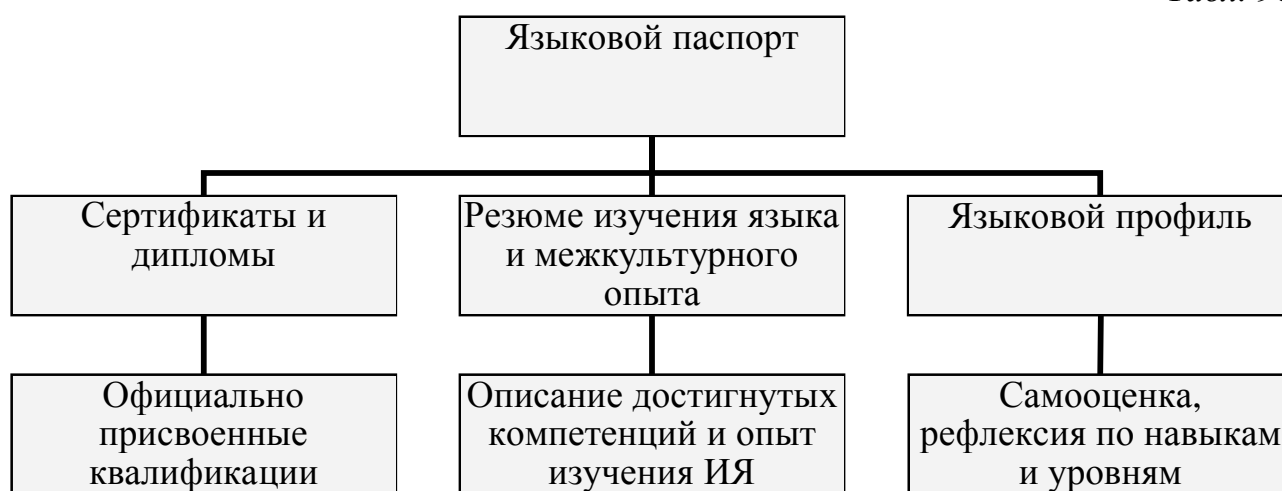 Языковой паспорт
Сертификаты и
дипломы
Резюме изучения языка
и межкультурного
опыта
Языковой профиль
Официально
присвоенные
квалификации
Описание достигнутых
компетенций и опыт
изучения ИЯ
Самооценка,
рефлексия по навыкам
и уровням